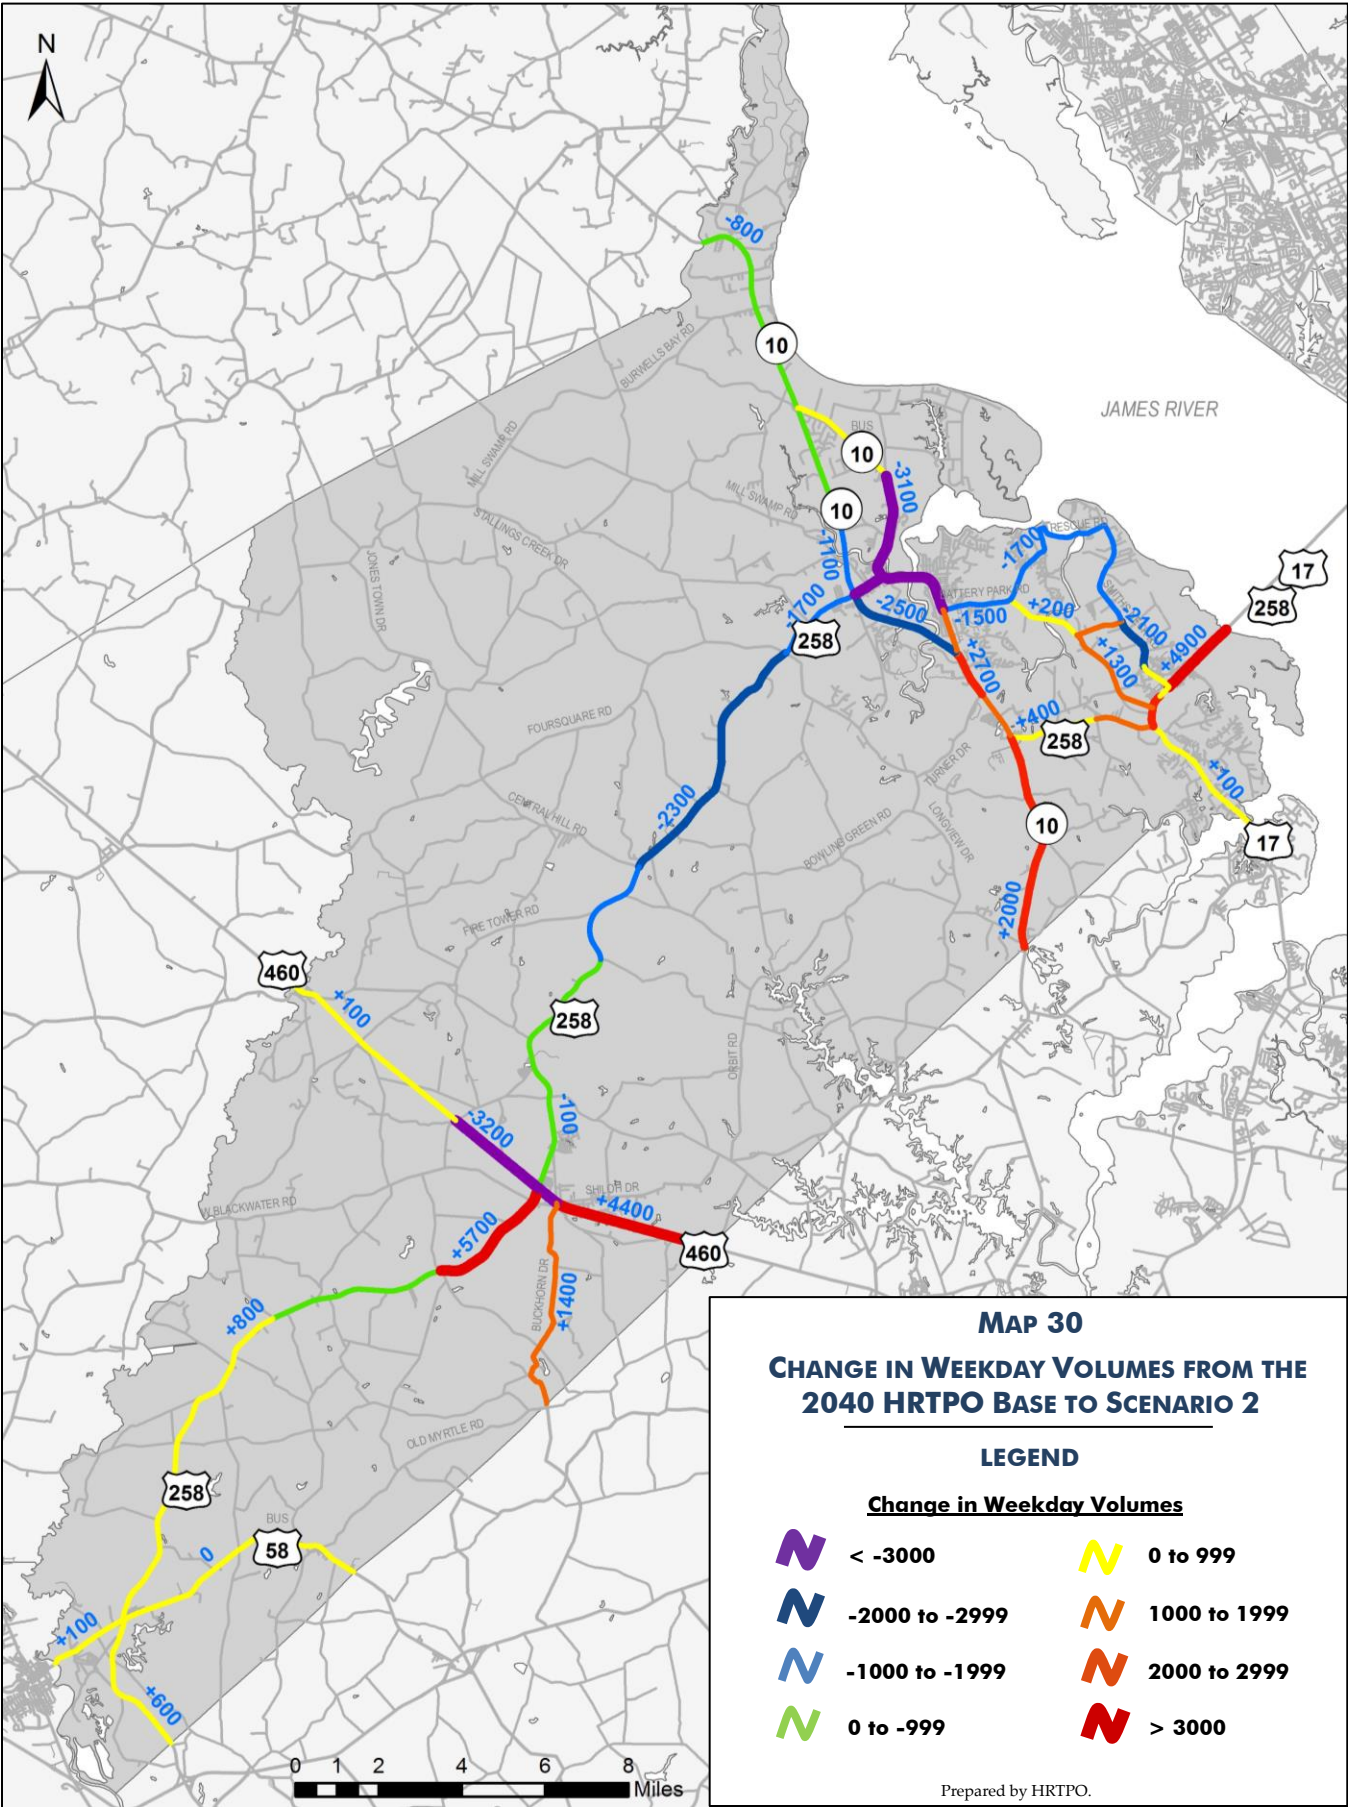 N
-800
10
BURWELLS BAY RD
JAMES RIVER
BUS
10
MILL SWAMP RD
-3100
MILL SWAMP RD
10
STALLINGS CREEK DR
RESCUE RD
-1700
JONES TOWN DR
-1100
17
258
-1700
-2500
BATTERY PARK RD
-1500
+200
SMITHS
-2100
258
+2700
+1300
+4900
FOURSQUARE RD
+400
258
TURNER DR
+100
-2300
CENTRAL HILL RD
BOWLING GREEN RD
LONGVIEW DR
10
17
+2000
FIRE TOWER RD
460
+100
258
ORBIT RD
-100
-3200
SHILOH DR
W BLACKWATER RD
+4400
460
+5700
BUCKHORN DR
+1400
+800
OLD MYRTLE RD
258
BUS
58
0
+100
+600
0 1 2 4 6 8
Miles
MAP 30
CHANGE IN WEEKDAY VOLUMES FROM THE
2040 HRTPO BASE TO SCENARIO 2
LEGEND
Change in Weekday Volumes
< -3000
0 to 999
-2000 to -2999
1000 to 1999
-1000 to -1999
2000 to 2999
0 to -999
> 3000
Prepared by HRTPO.